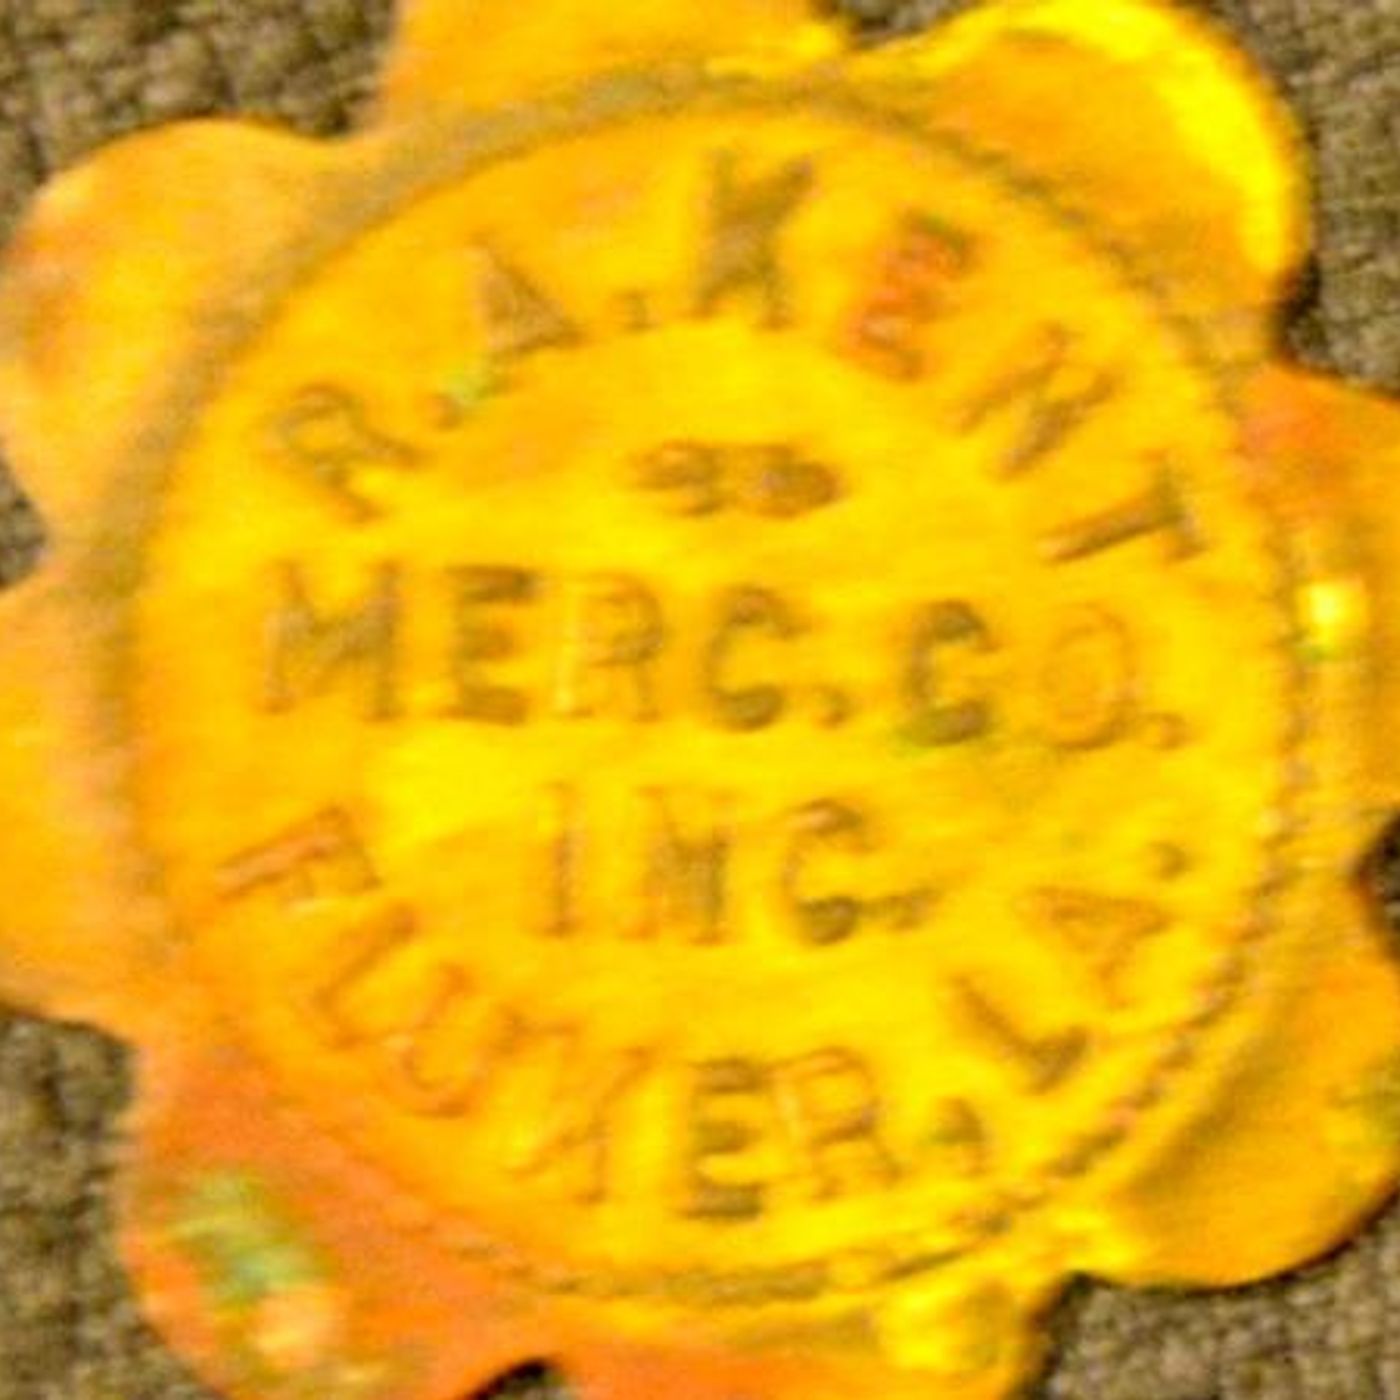 R.A.KENT
MERC.CO.
INC.
FLUKER, LA.